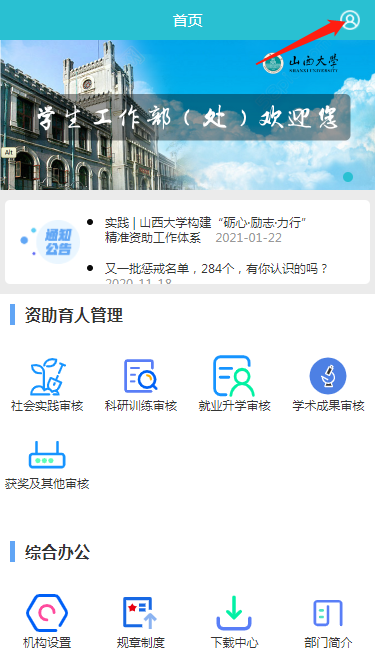 首页
山西大学
SHANXI UNIVERSITY
学生工作部（处）欢迎您
Alt
通知
公告
实践 | 山西大学构建“砺心·励志·力行”
精准资助工作体系 2021-01-22
又一批惩戒名单，284个，有你认识的吗？
2020-11-18
资助育人管理
社会实践审核 科研训练审核 就业升学审核 学术成果审核
获奖及其他审核
综合办公
机构设置 规章制度 下载中心 部门简介